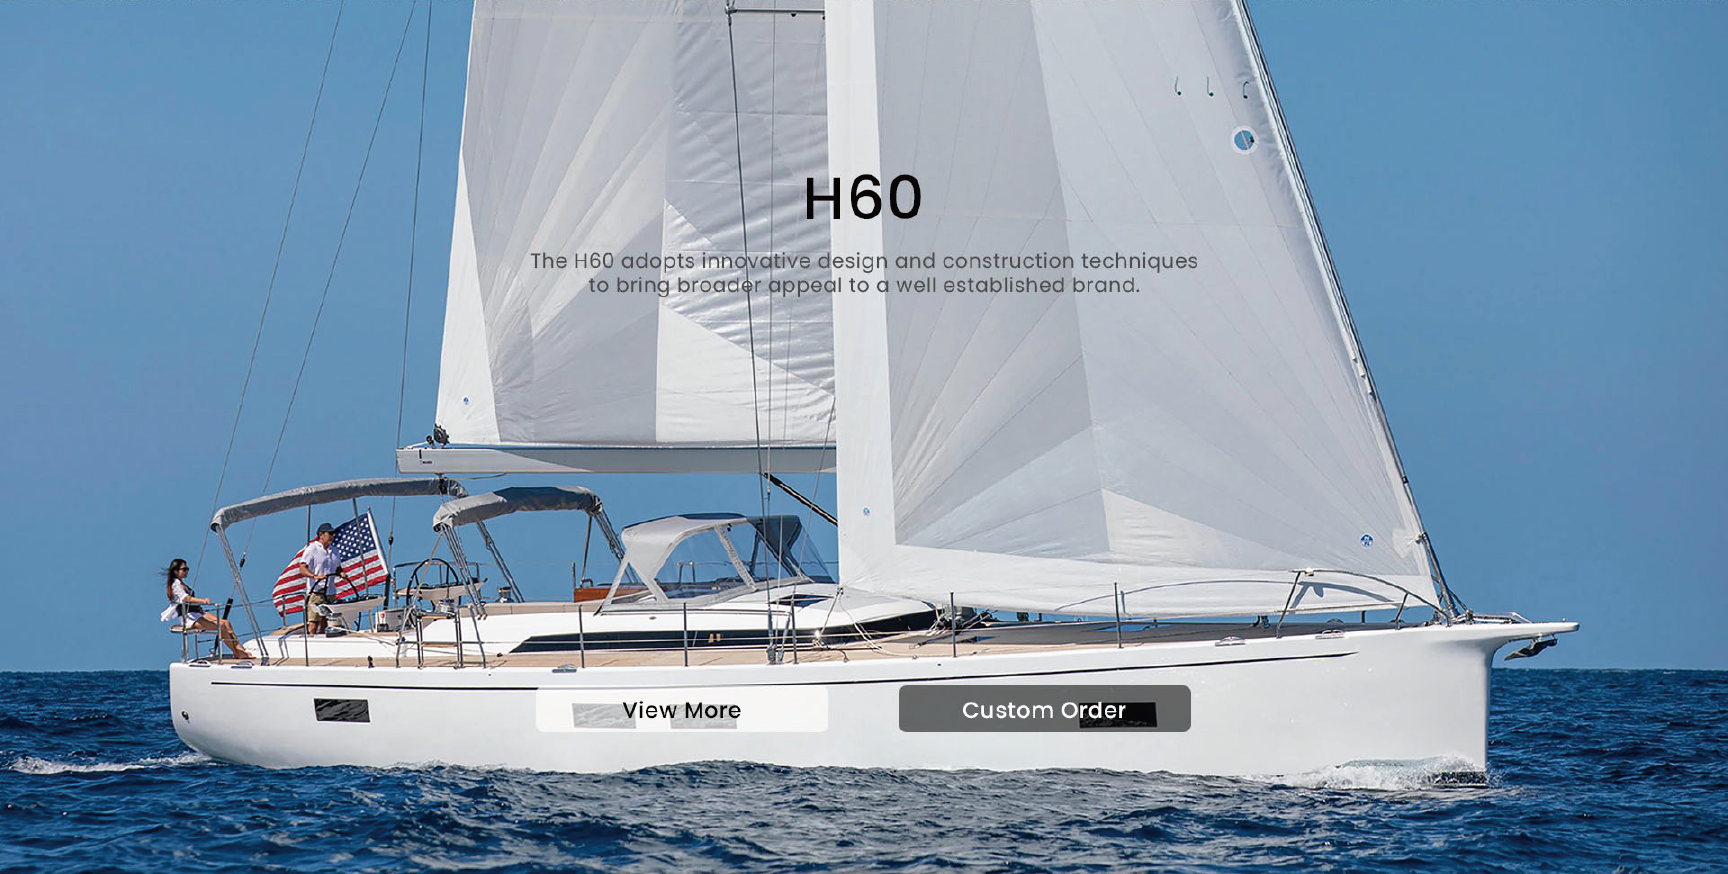 H60
The H60 adopts innovative design and construction techniques
to bring broader appeal to a well established brand.
View More
Custom Order